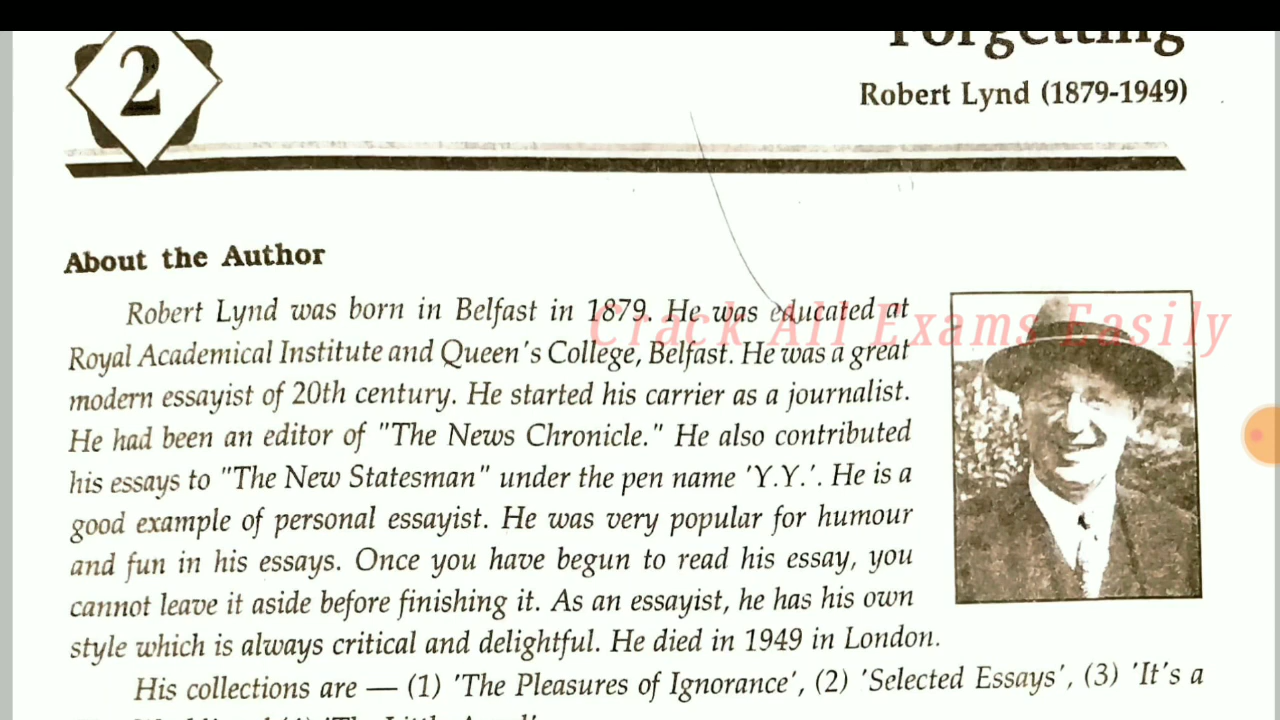 2
Forgetting
Robert Lynd (1879-1949)
About the Author
Robert Lynd was born in Belfast in 1879. He was educated at
Crack All Exams Easily
Royal Academical Institute and Queen's College, Belfast. He was a great
modern essayist of 20th century. He started his carrier as a journalist.
He had been an editor of "The News Chronicle." He also contributed
his essays to "The New Statesman" under the pen name 'Y.Y.'. He is a
good example of personal essayist. He was very popular for humour
and fun in his essays. Once you have begun to read his essay, you
cannot leave it aside before finishing it. As an essayist, he has his own
style which is always critical and delightful. He died in 1949 in London.
His collections are — (1) 'The Pleasures of Ignorance', (2) 'Selected Essays', (3) 'It's a